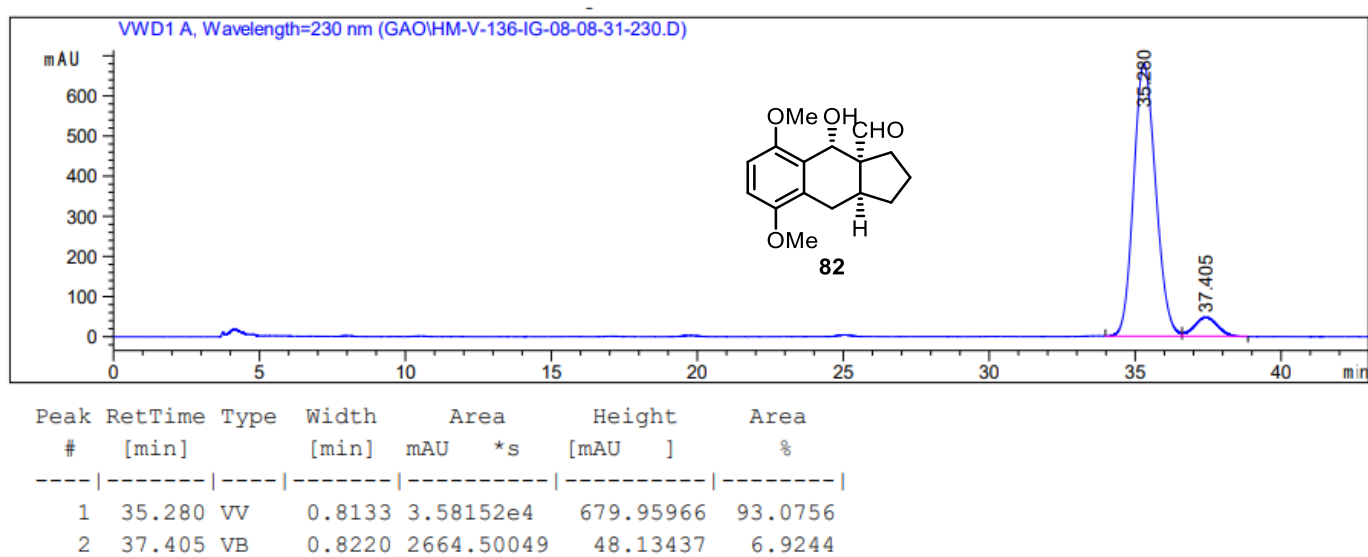 VWD1 A, Wavelength=230 nm (GAO\HM-V-136-IG-08-08-31-230.D)
mAU
600
500
400
300
200
100
0
35.280
37.405
OMe OH
CHO
H
OMe
82
0 5 10 15 20 25 30 35 40 min
Peak RetTime Type Width Area Height Area
# [min] [min] mAU *s [mAU ] %
----|-------|----|-------|----------|----------|--------|
1 35.280 VV 0.8133 3.58152e4 679.95966 93.0756
2 37.405 VB 0.8220 2664.50049 48.13437 6.9244